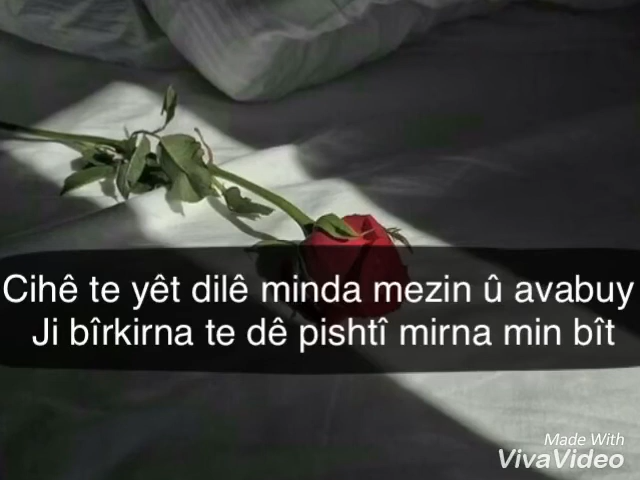 Cihê te yêt dilê minda mezin û avabuy
Ji bîrkirna te dê pishtî mirna min bît
Made With
VivaVideo